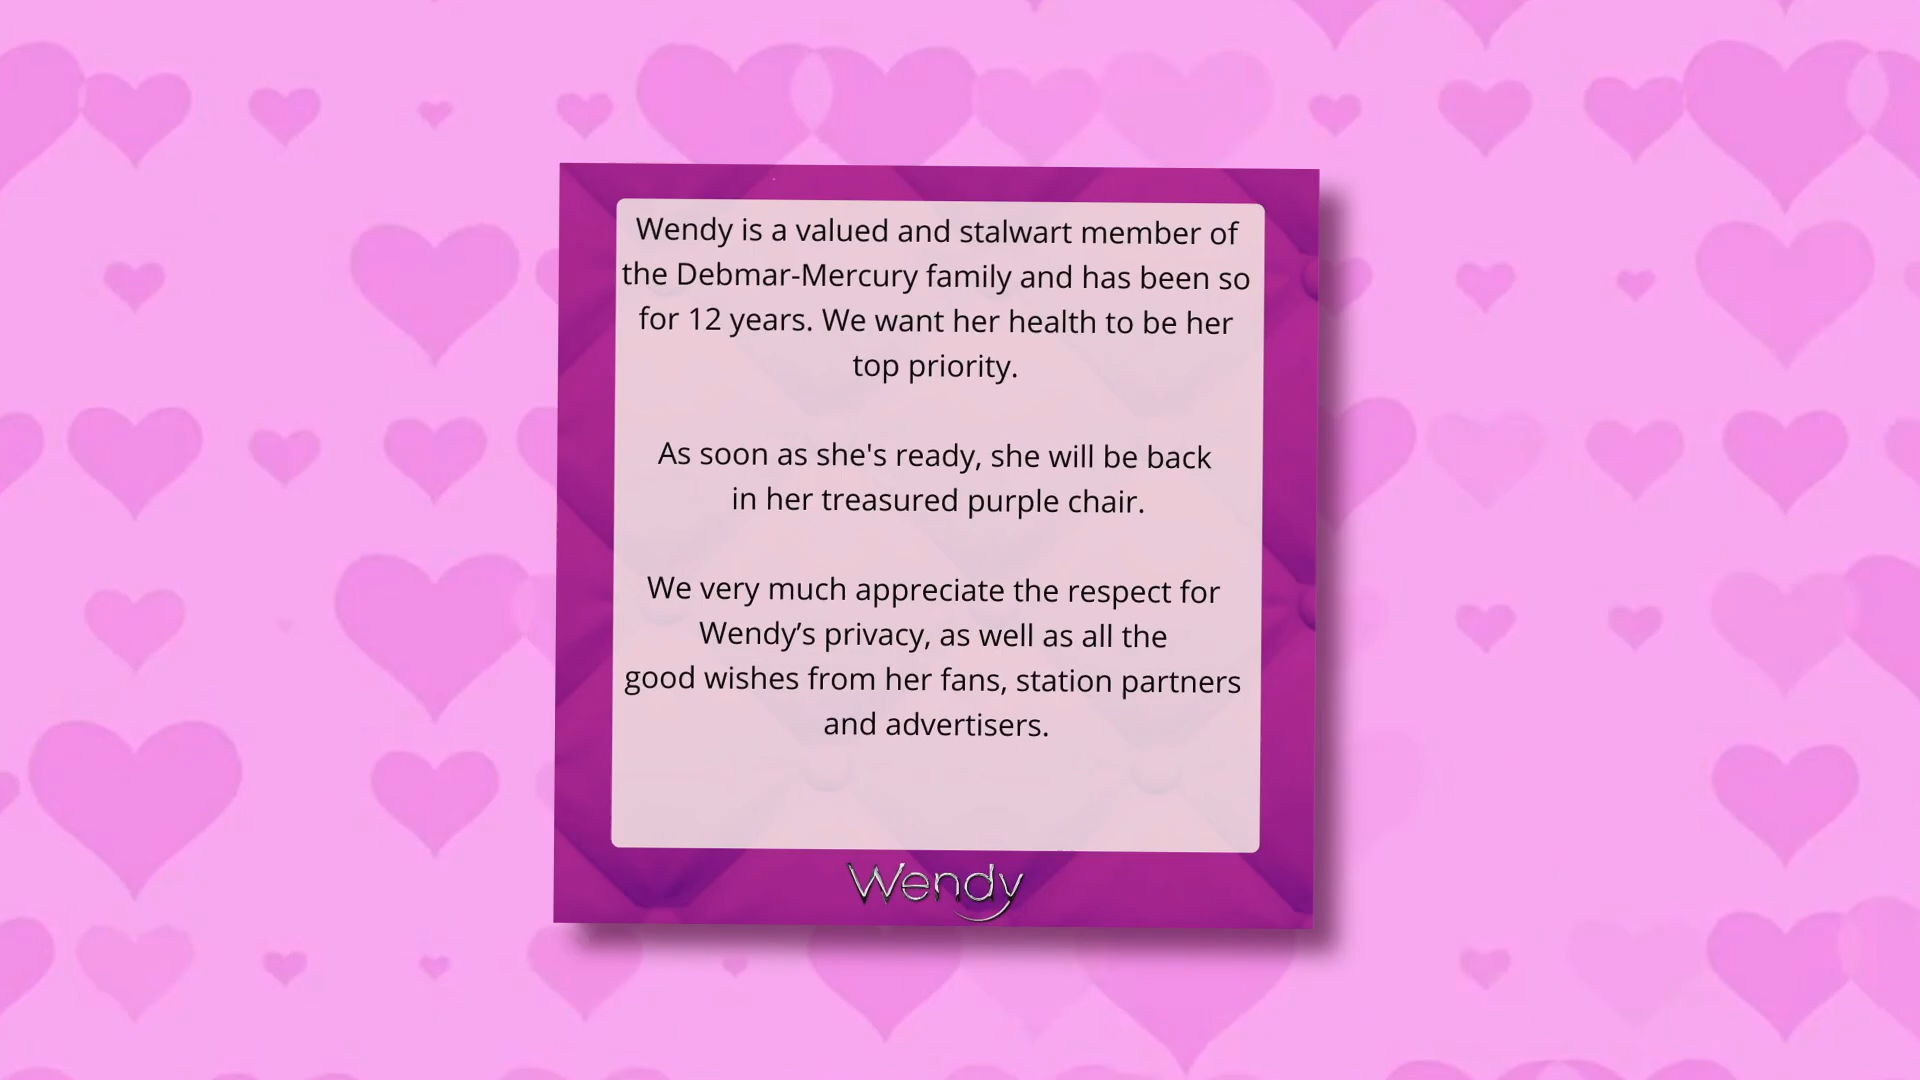 Wendy is a valued and stalwart member of
the Debmar-Mercury family and has been so
for 12 years. We want her health to be her
top priority.
As soon as she's ready, she will be back
in her treasured purple chair.
We very much appreciate the respect for
Wendy’s privacy, as well as all the
good wishes from her fans, station partners
and advertisers.
Wendy